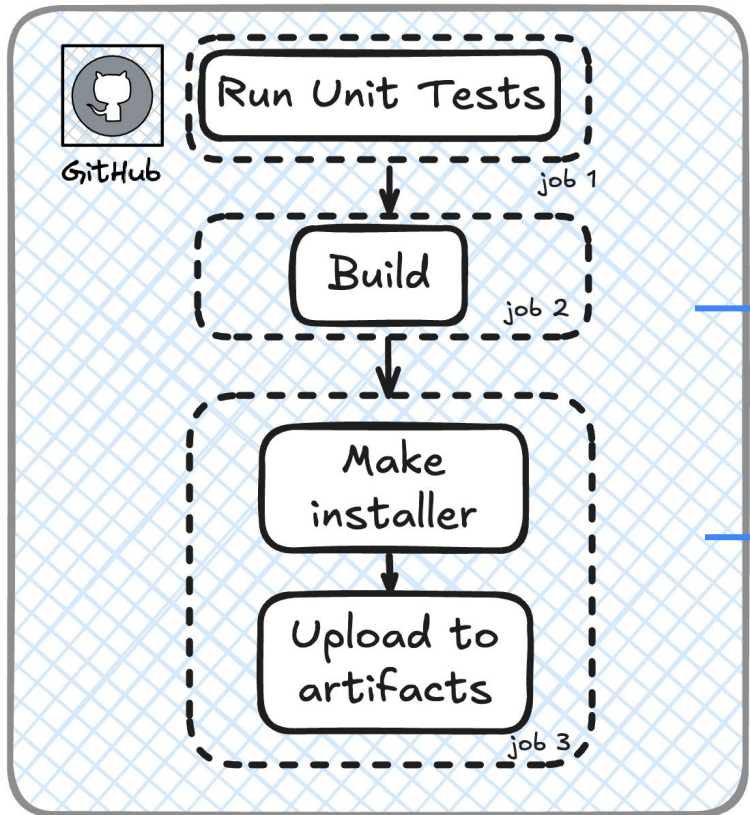 Run Unit Tests
GitHub
job 1
Build
job 2
Make
installer
Upload to
artifacts
job 3